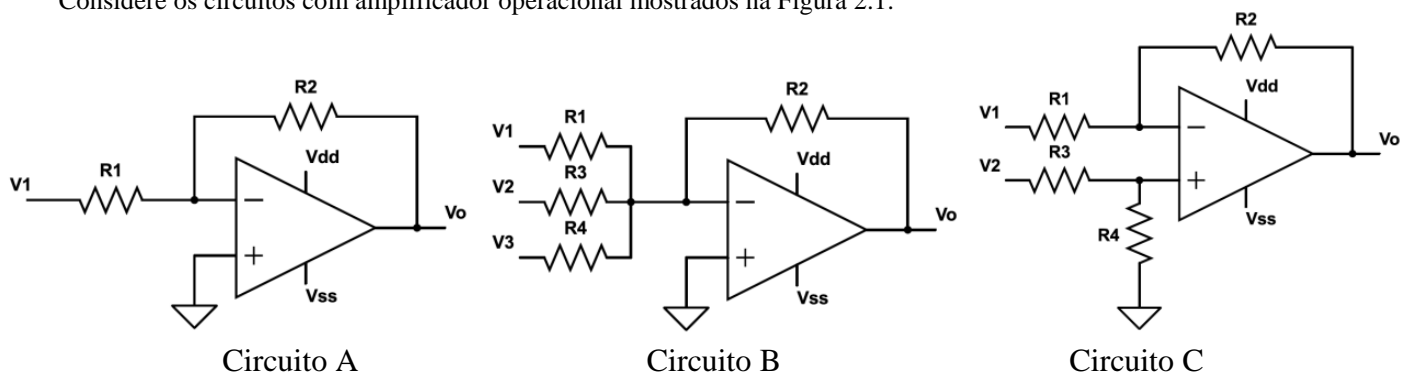 Considere os circuitos com amplificador operacional mostrados na Figura 2.1.
R2
R1
V1
Vdd
Vo
Vss
Circuito A
R2
R1
V1
R3
V2
R4
V3
Vdd
Vo
Vss
Circuito B
R2
Vdd
V1
R1
R3
V2
Vo
R4
Vss
Circuito C